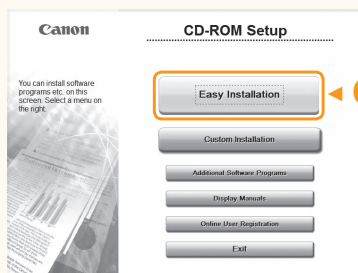 Canon
CD-ROM Setup
You can install software
programs etc. on this
screen. Select a menu on
the right.
Easy Installation
Custom Installation
Additional Software Programs
Display Manuals
Online User Registration
Exit